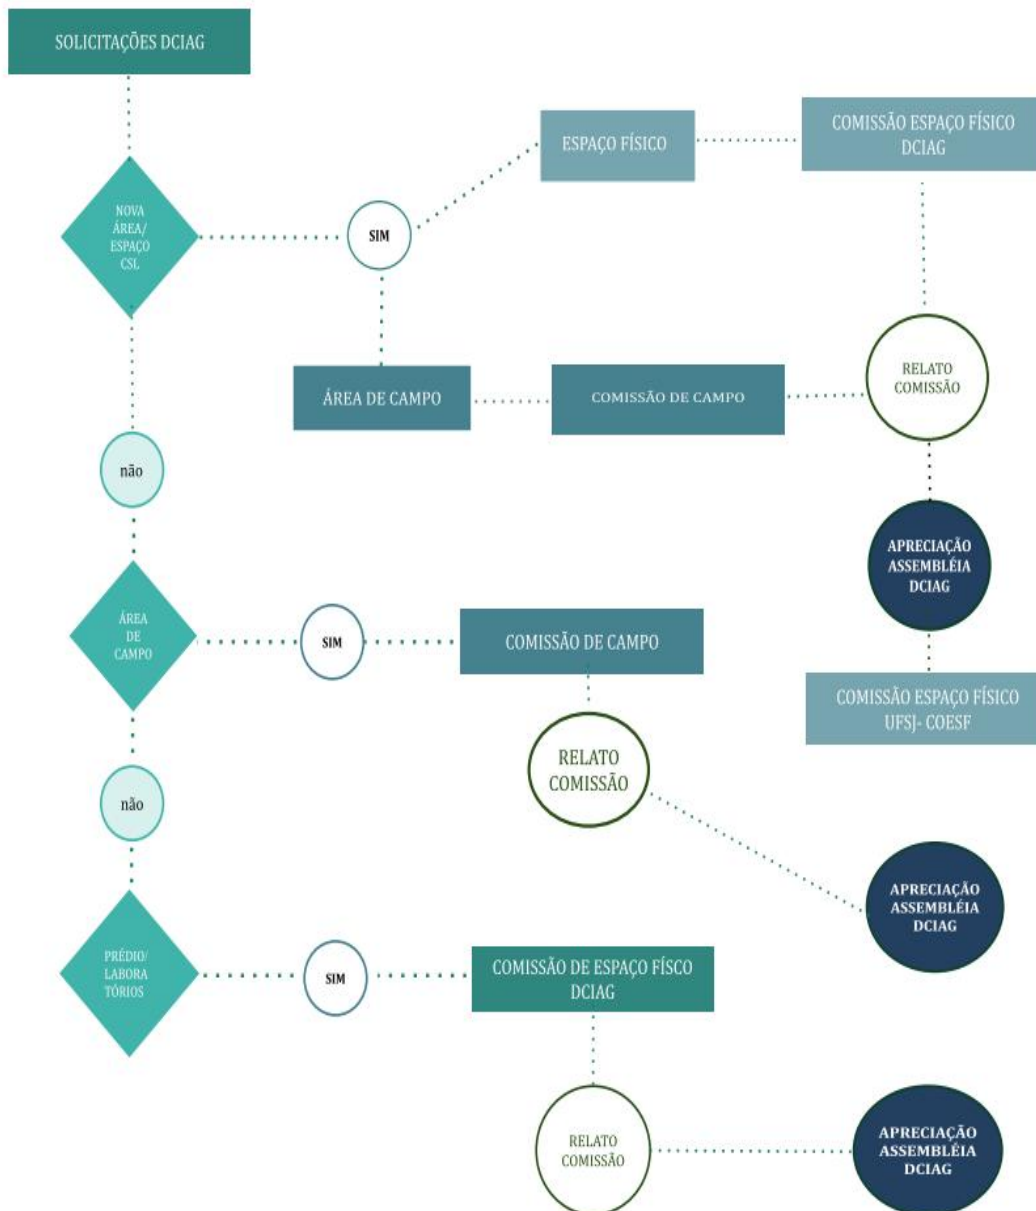 SOLICITAÇÕES DCIAG
NOVA
ÁREA/
ESPAÇO
CSL
SIM
ESPAÇO FÍSICO
COMISSÃO ESPAÇO FÍSICO
DCIAG
ÁREA DE CAMPO
COMISSÃO DE CAMPO
RELATO
COMISSÃO
APRECIAÇÃO
ASSEMBLÉIA
DCIAG
COMISSÃO ESPAÇO FÍSICO
UFSJ- COESF
não
ÁREA
DE
CAMPO
SIM
COMISSÃO DE CAMPO
RELATO
COMISSÃO
APRECIAÇÃO
ASSEMBLÉIA
DCIAG
não
PRÉDIO/
LABORA
TÓRIOS
SIM
COMISSÃO DE ESPAÇO FÍSCO
DCIAG
RELATO
COMISSÃO
APRECIAÇÃO
ASSEMBLÉIA
DCIAG